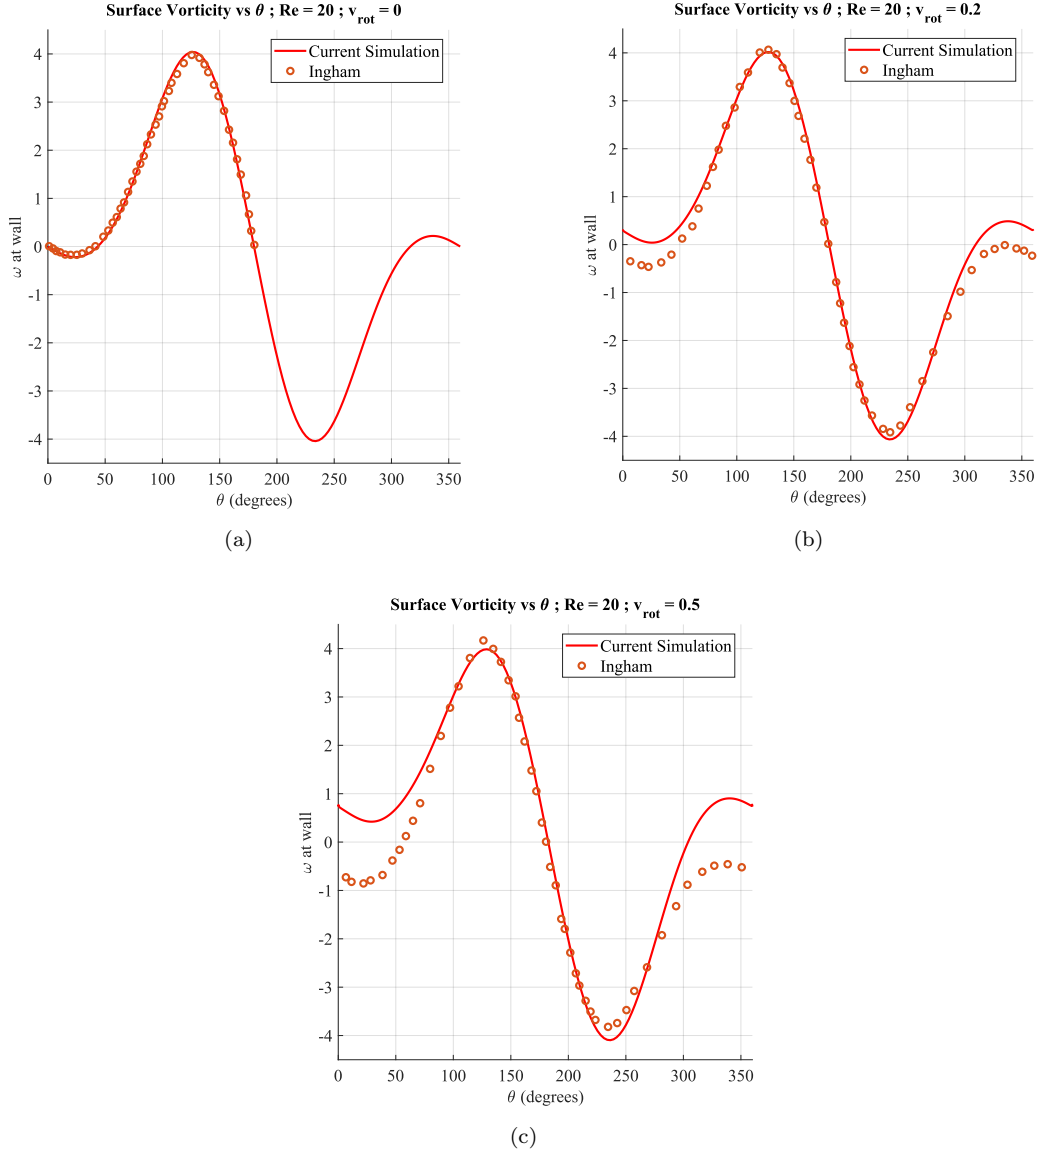 Surface Vorticity vs θ ; Re = 20 ; v_rot = 0
Current Simulation
Ingham
4
3
2
1
0
-1
-2
-3
-4
ω at wall
0 50 100 150 200 250 300 350
θ (degrees)
(a)
Surface Vorticity vs θ ; Re = 20 ; v_rot = 0.2
Current Simulation
Ingham
4
3
2
1
0
-1
-2
-3
-4
ω at wall
0 50 100 150 200 250 300 350
θ (degrees)
(b)
Surface Vorticity vs θ ; Re = 20 ; v_rot = 0.5
Current Simulation
Ingham
4
3
2
1
0
-1
-2
-3
-4
ω at wall
0 50 100 150 200 250 300 350
θ (degrees)
(c)